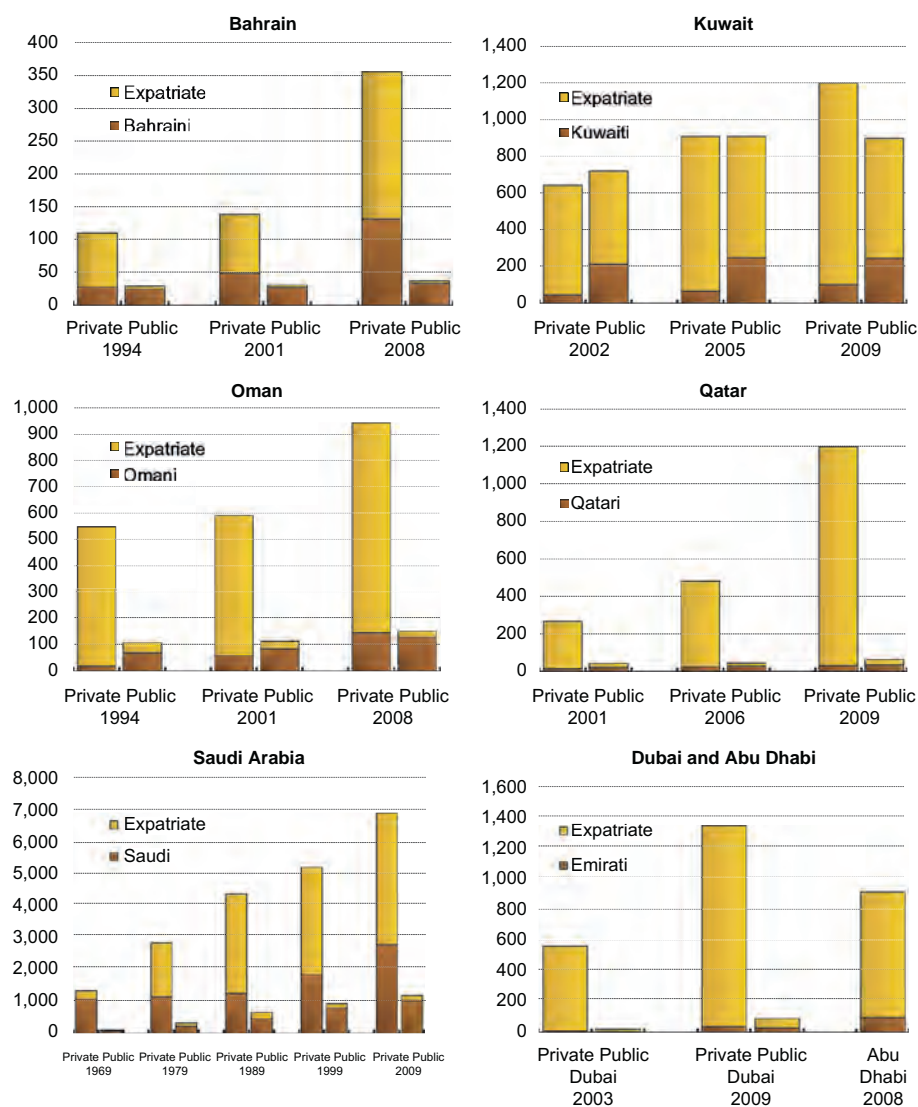 Bahrain
400
350
300
250
200
150
100
50
0
Expatriate
Bahraini
Private Public
1994
Private Public
2001
Private Public
2008
Kuwait
1,400
1,200
1,000
800
600
400
200
0
Expatriate
Kuwaiti
Private Public
2002
Private Public
2005
Private Public
2009
Oman
1,000
900
800
700
600
500
400
300
200
100
0
Expatriate
Omani
Private Public
1994
Private Public
2001
Private Public
2008
Qatar
1,400
1,200
1,000
800
600
400
200
0
Expatriate
Qatari
Private Public
2001
Private Public
2006
Private Public
2009
Saudi Arabia
8,000
7,000
6,000
5,000
4,000
3,000
2,000
1,000
0
Expatriate
Saudi
Private Public
1969
Private Public
1979
Private Public
1989
Private Public
1999
Private Public
2009
Dubai and Abu Dhabi
1,600
1,400
1,200
1,000
800
600
400
200
0
Expatriate
Emirati
Private Public
Dubai
2003
Private Public
Dubai
2009
Abu
Dhabi
2008